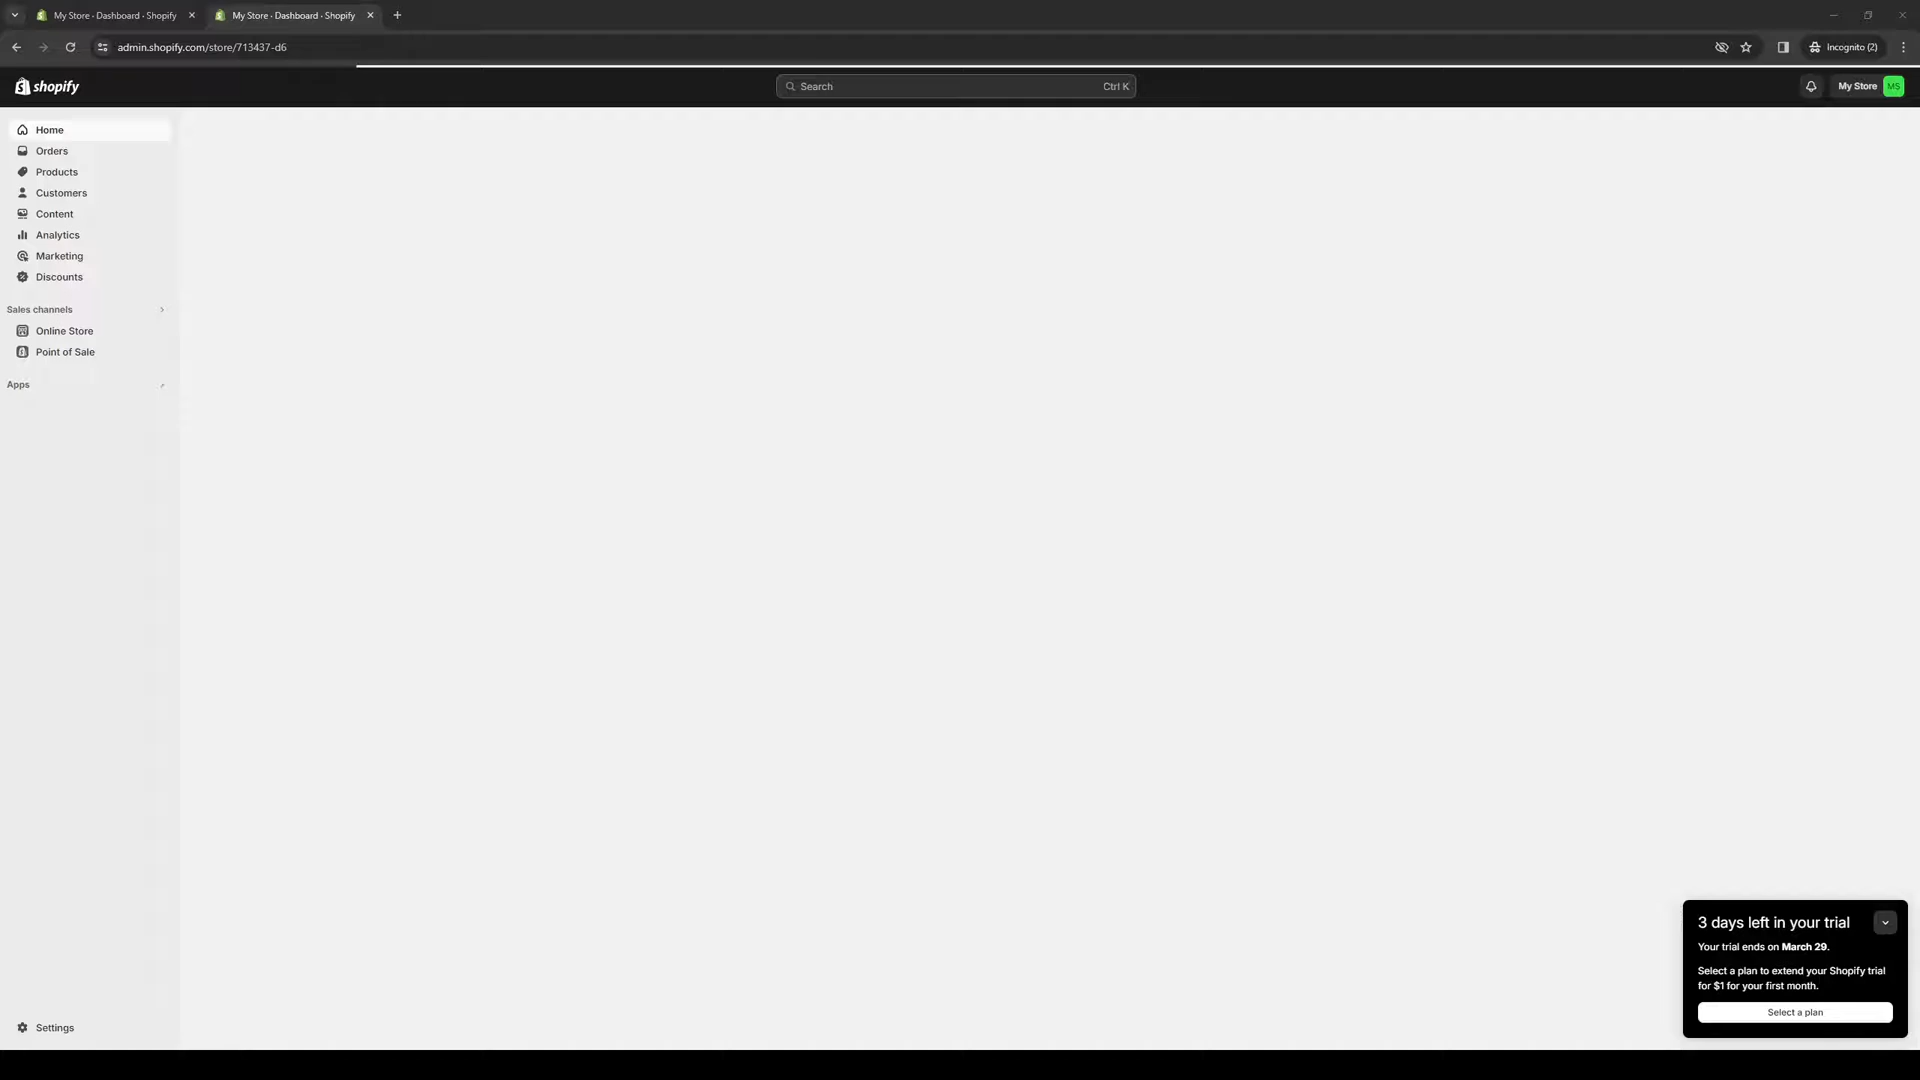 My Store · Dashboard · Shopify
My Store · Dashboard · Shopify
admin.shopify.com/store/713437-d6
Incognito (2)
shopify
Search
Ctrl K
My Store
MS
Home
Orders
Products
Customers
Content
Analytics
Marketing
Discounts
Sales channels
Online Store
Point of Sale
Apps
Settings
3 days left in your trial
Your trial ends on March 29.
Select a plan to extend your Shopify trial
for $1 for your first month.
Select a plan